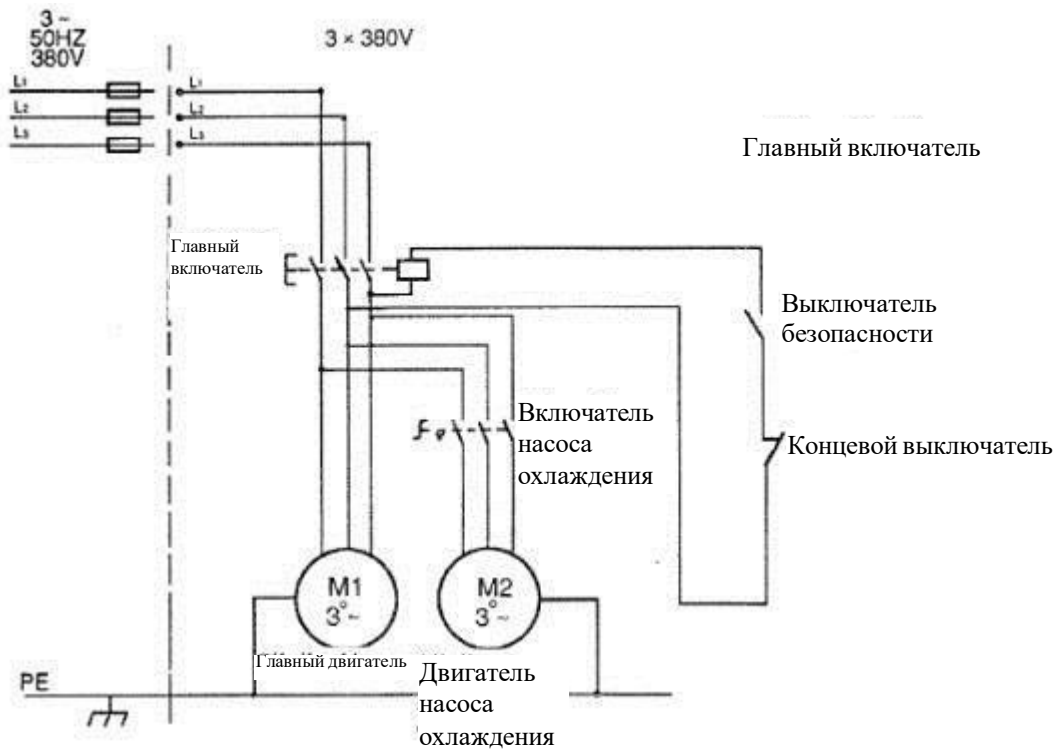 3 ~
50HZ
380V
3 × 380V
L1
L1
L2
L2
L3
L3
Главный включатель
Главный
включатель
Выключатель
безопасности
Включатель
насоса
охлаждения
Концевой выключатель
M1
3~
M2
3~
Главный двигатель
Двигатель
насоса
охлаждения
PE